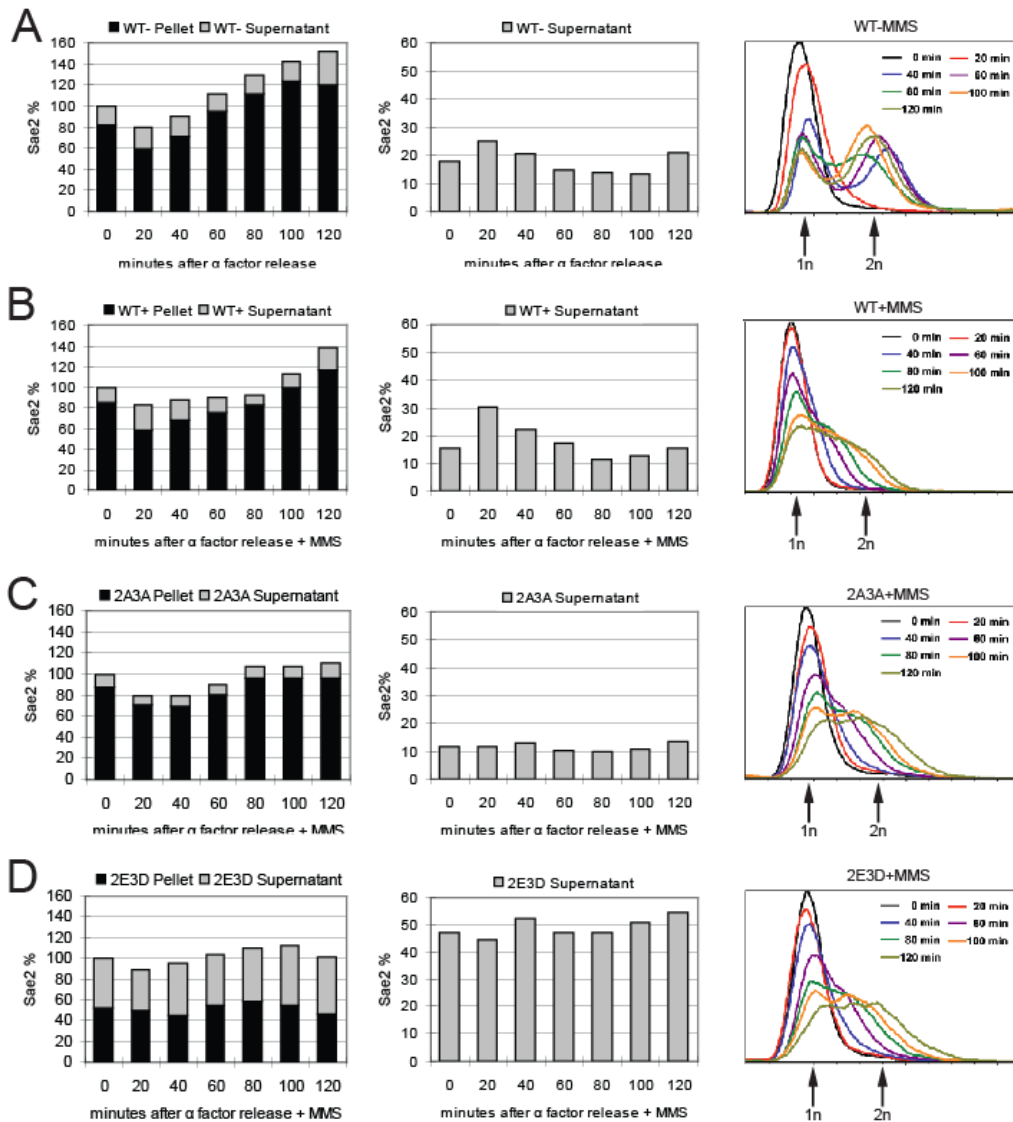 A
■ WT- Pellet ■ WT- Supernatant
160
140
120
100
80
60
40
20
0
Sae2 %
0 20 40 60 80 100 120
minutes after α factor release
■ WT- Supernatant
60
50
40
30
20
10
0
Sae2 %
0 20 40 60 80 100 120
minutes after α factor release
WT-MMS
0 min 20 min
40 min 60 min
80 min 100 min
120 min
1n 2n
B
■ WT+ Pellet ■ WT+ Supernatant
160
140
120
100
80
60
40
20
0
Sae2 %
0 20 40 60 80 100 120
minutes after α factor release + MMS
■ WT+ Supernatant
60
50
40
30
20
10
0
Sae2%
0 20 40 60 80 100 120
minutes after α factor release + MMS
WT+MMS
0 min 20 min
40 min 60 min
80 min 100 min
120 min
1n 2n
C
■ 2A3A Pellet ■ 2A3A Supernatant
160
140
120
100
80
60
40
20
0
Sae2 %
0 20 40 60 80 100 120
minutes after α factor release + MMS
■ 2A3A Supernatant
60
50
40
30
20
10
0
Sae2%
0 20 40 60 80 100 120
minutes after α factor release + MMS
2A3A+MMS
0 min 20 min
40 min 60 min
80 min 100 min
120 min
1n 2n
D
■ 2E3D Pellet ■ 2E3D Supernatant
160
140
120
100
80
60
40
20
0
Sae2 %
0 20 40 60 80 100 120
minutes after α factor release + MMS
■ 2E3D Supernatant
60
50
40
30
20
10
0
Sae2 %
0 20 40 60 80 100 120
minutes after α factor release + MMS
2E3D+MMS
0 min 20 min
40 min 60 min
80 min 100 min
120 min
1n 2n